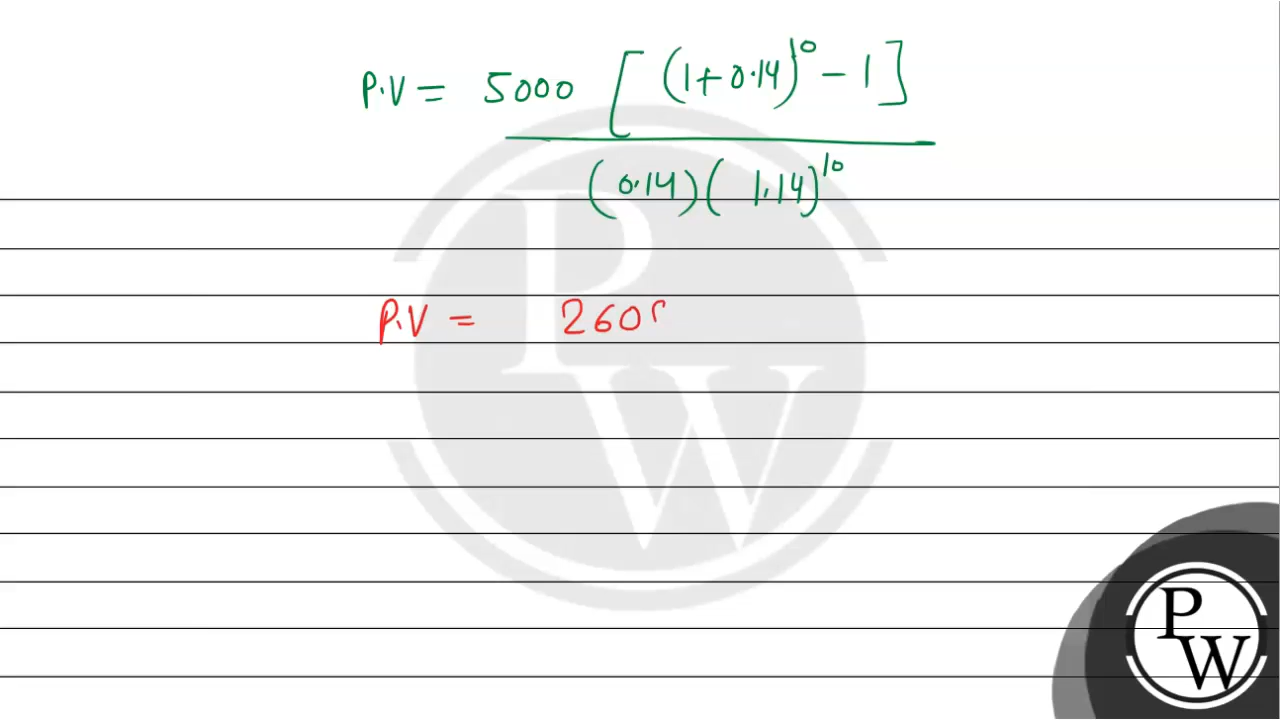 P.V = 5000 [(1+0.14)^10 - 1]
(0.14)(1.14)^10
P.V = 260
P
W
P
W